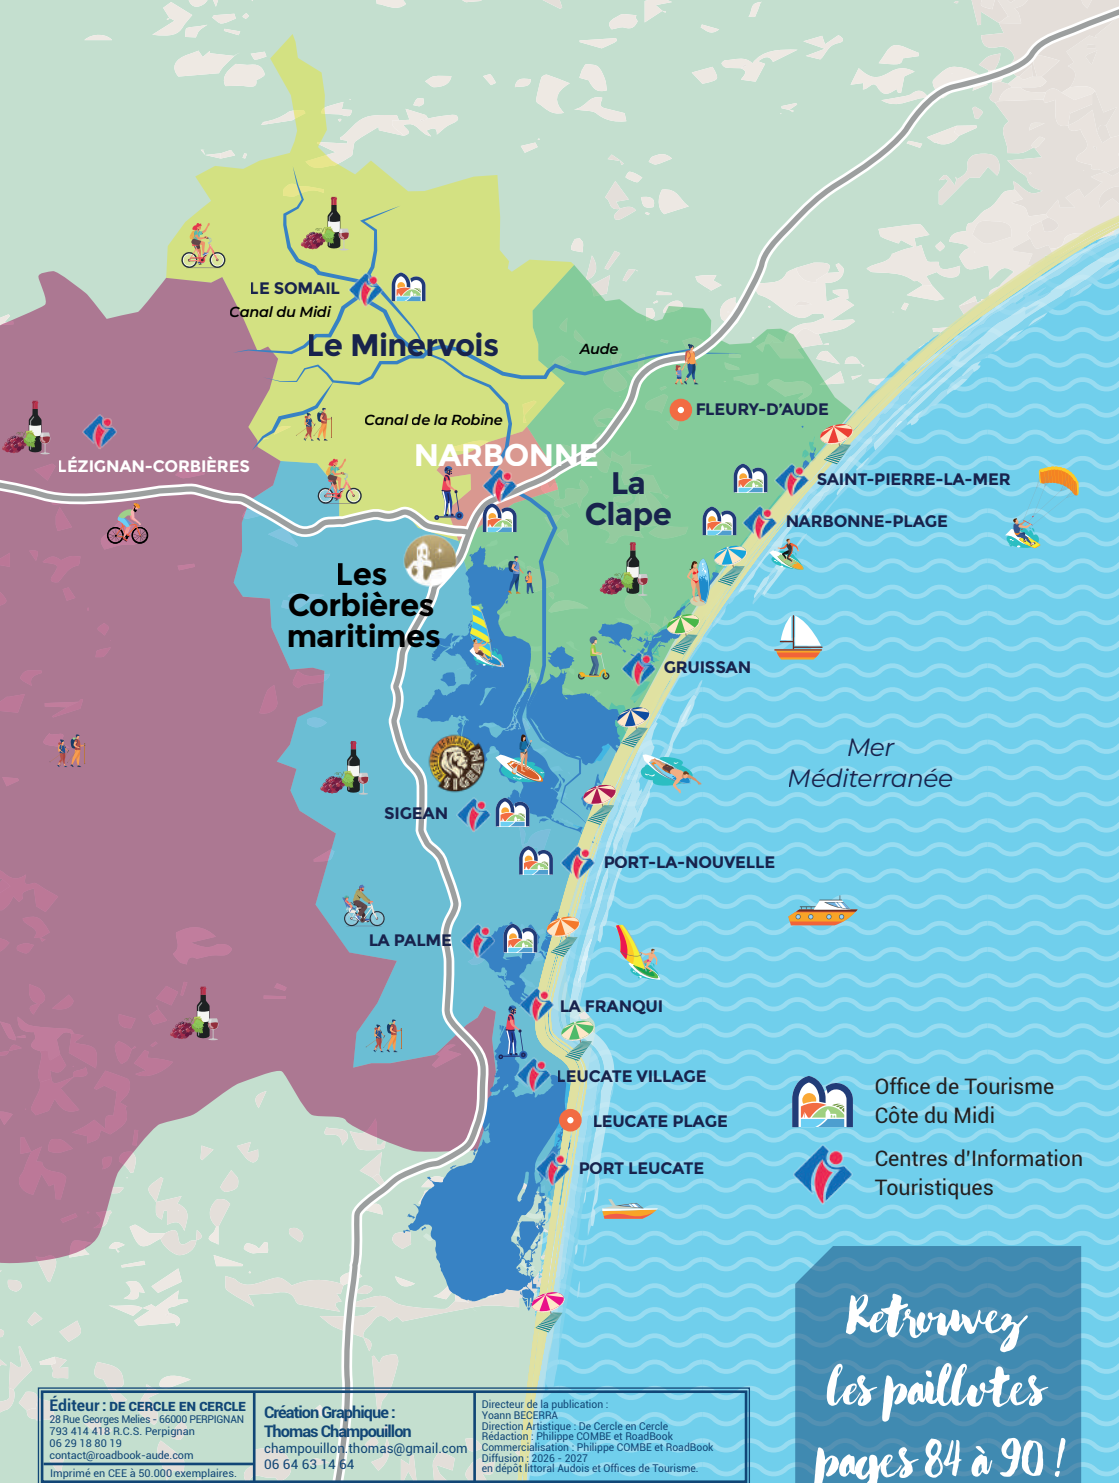 LE SOMAIL
Canal du Midi
Le Minervois
Aude
Canal de la Robine
FLEURY-D'AUDE
NARBONNE
LÉZIGNAN-CORBIÈRES
La
Clape
SAINT-PIERRE-LA-MER
NARBONNE-PLAGE
Les
Corbières
maritimes
GRUISSAN
Mer
Méditerranée
RÉSERVE AFRICAINE
SIGEAN
SIGEAN
PORT-LA-NOUVELLE
LA PALME
LA FRANQUI
LEUCATE VILLAGE
LEUCATE PLAGE
PORT LEUCATE
Office de Tourisme
Côte du Midi
Centres d'Information
Touristiques
Retrouvez
les paillotes
pages 84 à 90 !
Éditeur : DE CERCLE EN CERCLE
28 Rue Georges Melies - 66000 PERPIGNAN
793 414 418 R.C.S. Perpignan
06 29 18 80 19
contact@roadbook-aude.com
Imprimé en CEE à 50.000 exemplaires.
Création Graphique :
Thomas Champouillon
champouillon.thomas@gmail.com
06 64 63 14 64
Directeur de la publication :
Yoann BECERRA
Direction Artistique : De Cercle en Cercle
Rédaction : Philippe COMBE et RoadBook
Commercialisation : Philippe COMBE et RoadBook
Diffusion : 2026 - 2027
en dépôt littoral Audois et Offices de Tourisme.